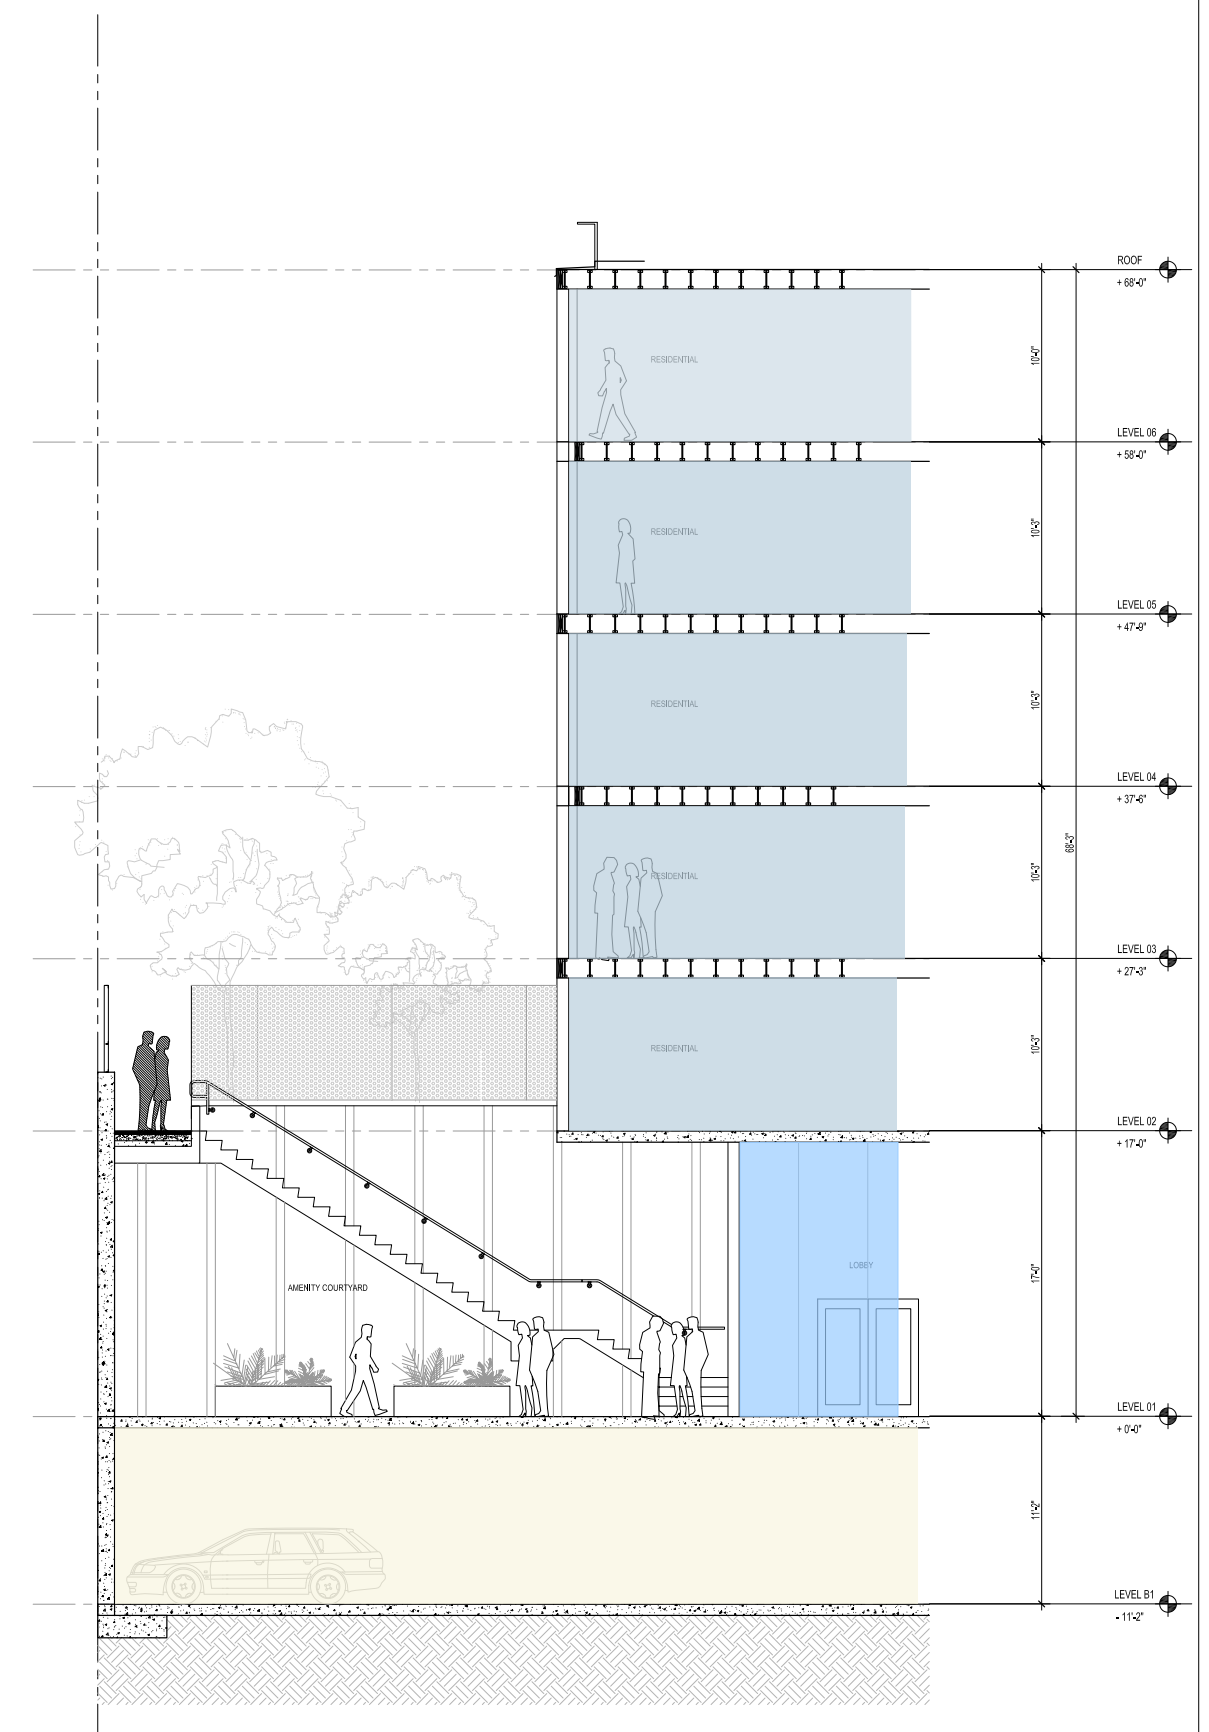 ROOF
+ 68'-0"
10'-0"
RESIDENTIAL
LEVEL 06
+ 58'-0"
10'-3"
RESIDENTIAL
LEVEL 05
+ 47'-9"
10'-3"
RESIDENTIAL
LEVEL 04
+ 37'-6"
68'-3"
10'-3"
RESIDENTIAL
LEVEL 03
+ 27'-3"
10'-3"
RESIDENTIAL
LEVEL 02
+ 17'-0"
17'-0"
LOBBY
AMENITY COURTYARD
LEVEL 01
+ 0'-0"
11'-2"
LEVEL B1
- 11'-2"